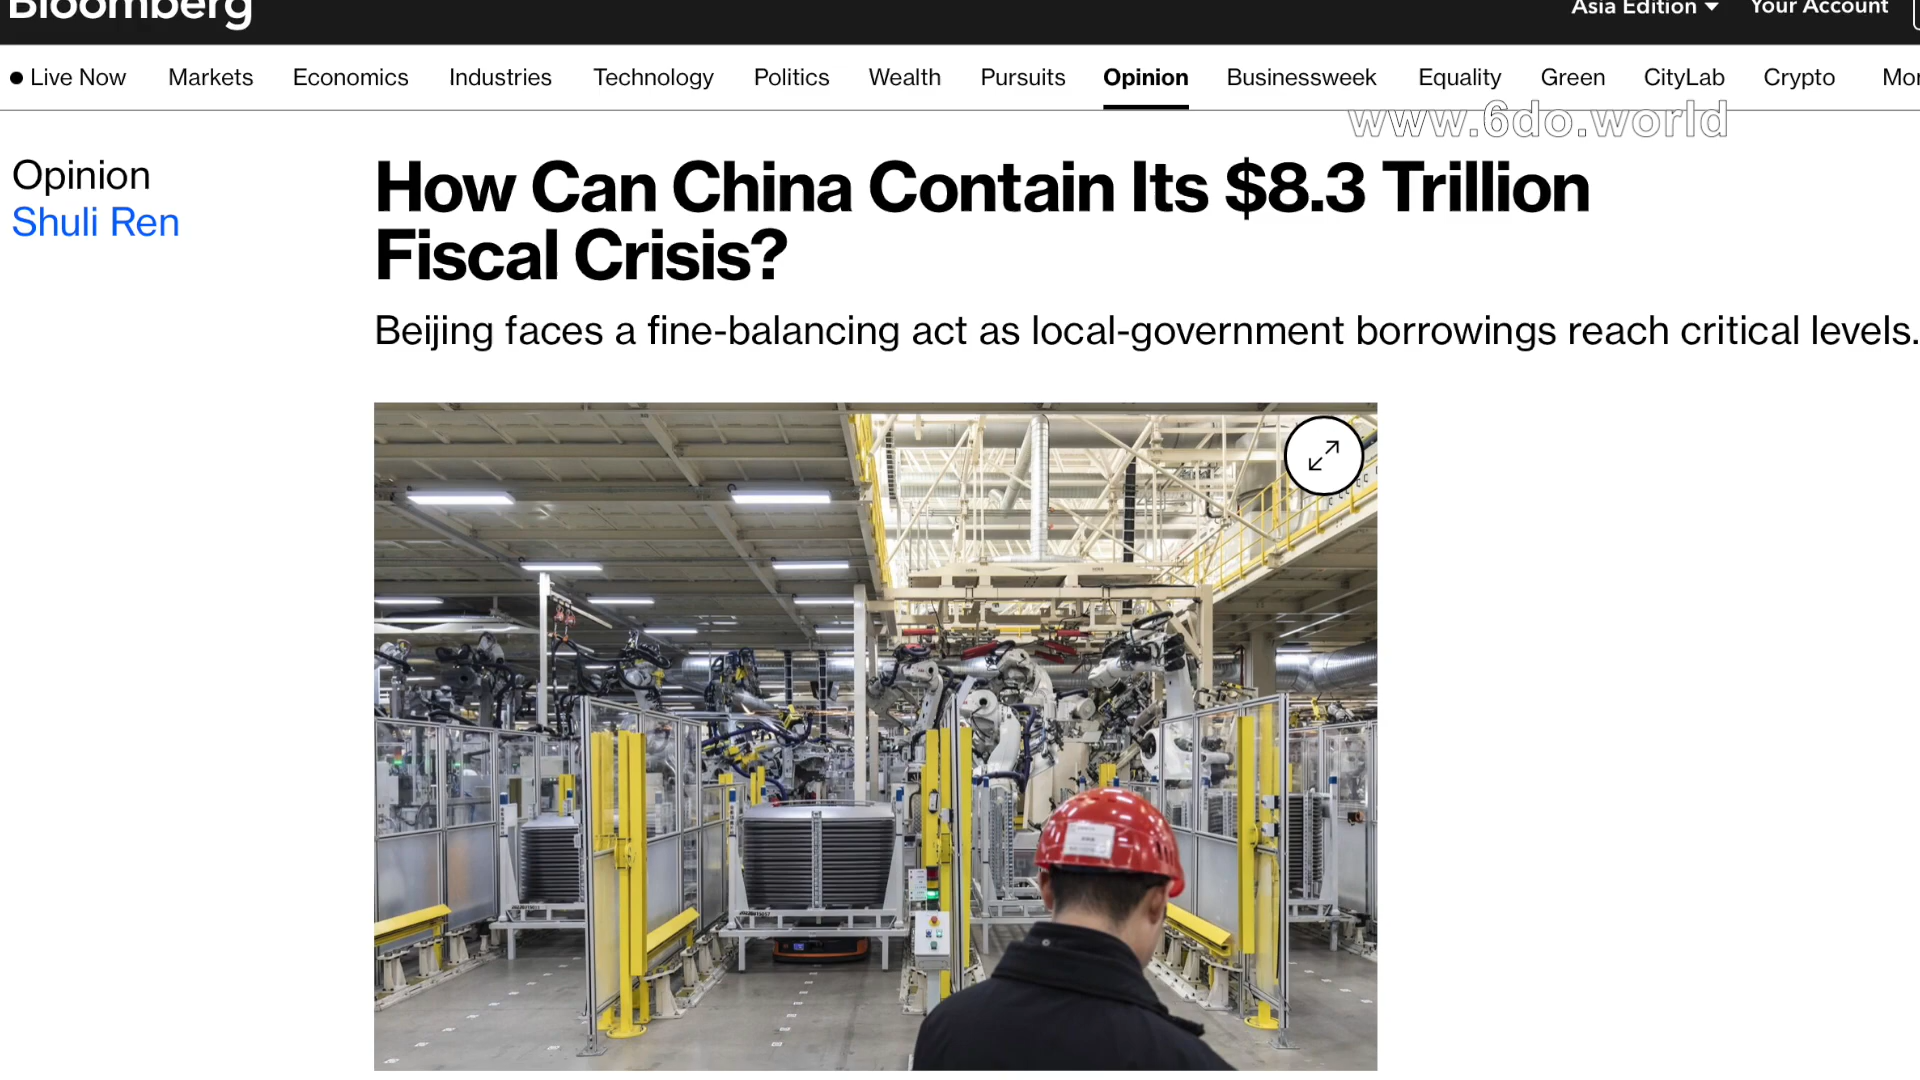 Bloomberg
Asia Edition Your Account
Live Now Markets Economics Industries Technology Politics Wealth Pursuits Opinion Businessweek Equality Green CityLab Crypto
www.6do.world
Opinion
Shuli Ren
How Can China Contain Its $8.3 Trillion
Fiscal Crisis?
Beijing faces a fine-balancing act as local-government borrowings reach critical levels.